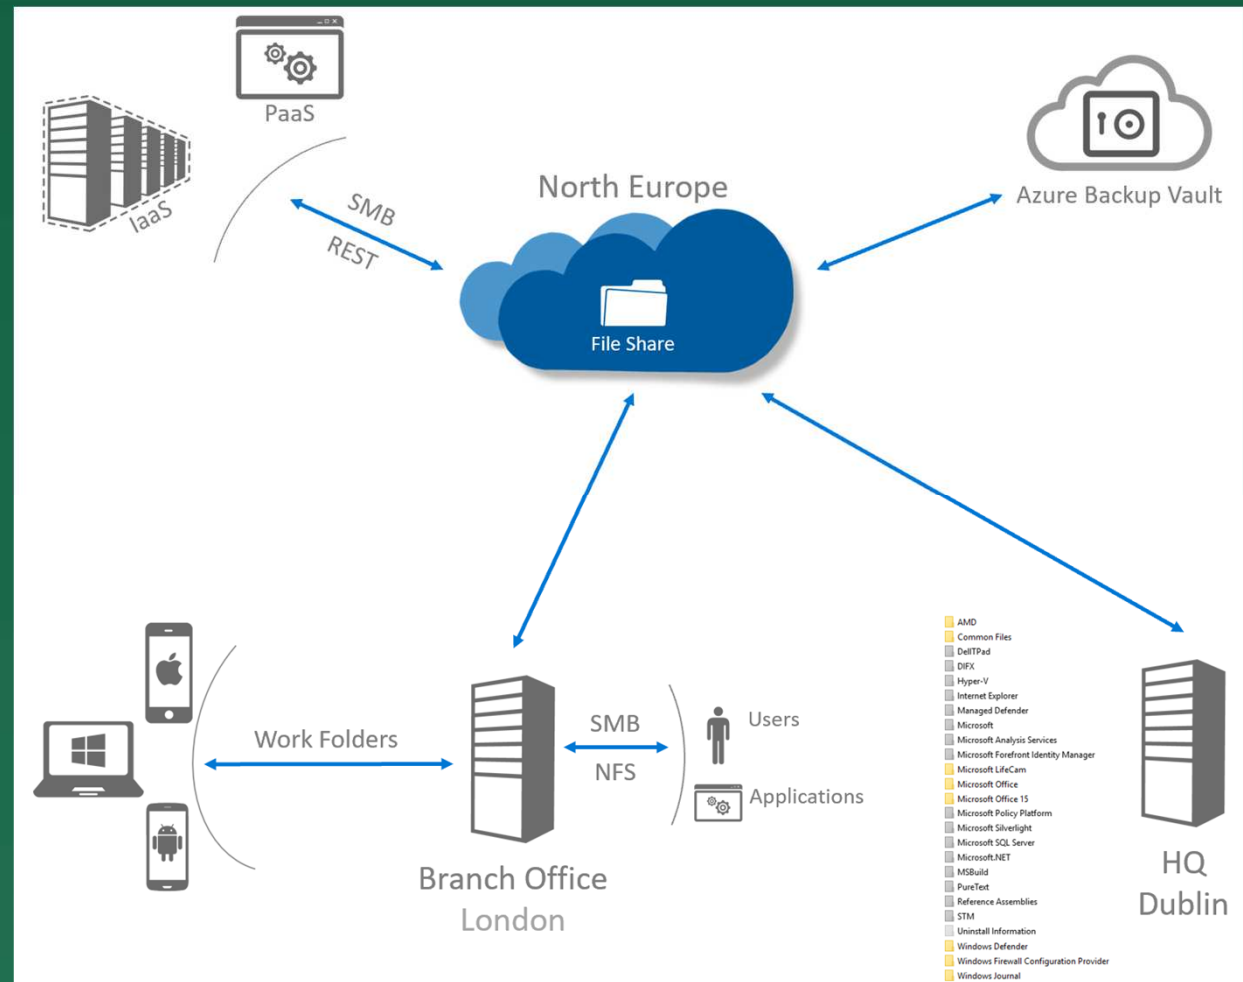 PaaS
IaaS
SMB
REST
North Europe
File Share
Azure Backup Vault
Work Folders
SMB
NFS
Users
Applications
Branch Office
London
AMD
Common Files
DellTPad
DIFX
Hyper-V
Internet Explorer
Managed Defender
Microsoft
Microsoft Analysis Services
Microsoft Forefront Identity Manager
Microsoft LifeCam
Microsoft Office
Microsoft Office 15
Microsoft Policy Platform
Microsoft Silverlight
Microsoft SQL Server
Microsoft.NET
MSBuild
PureText
Reference Assemblies
STM
Uninstall Information
Windows Defender
Windows Firewall Configuration Provider
Windows Journal
HQ
Dublin